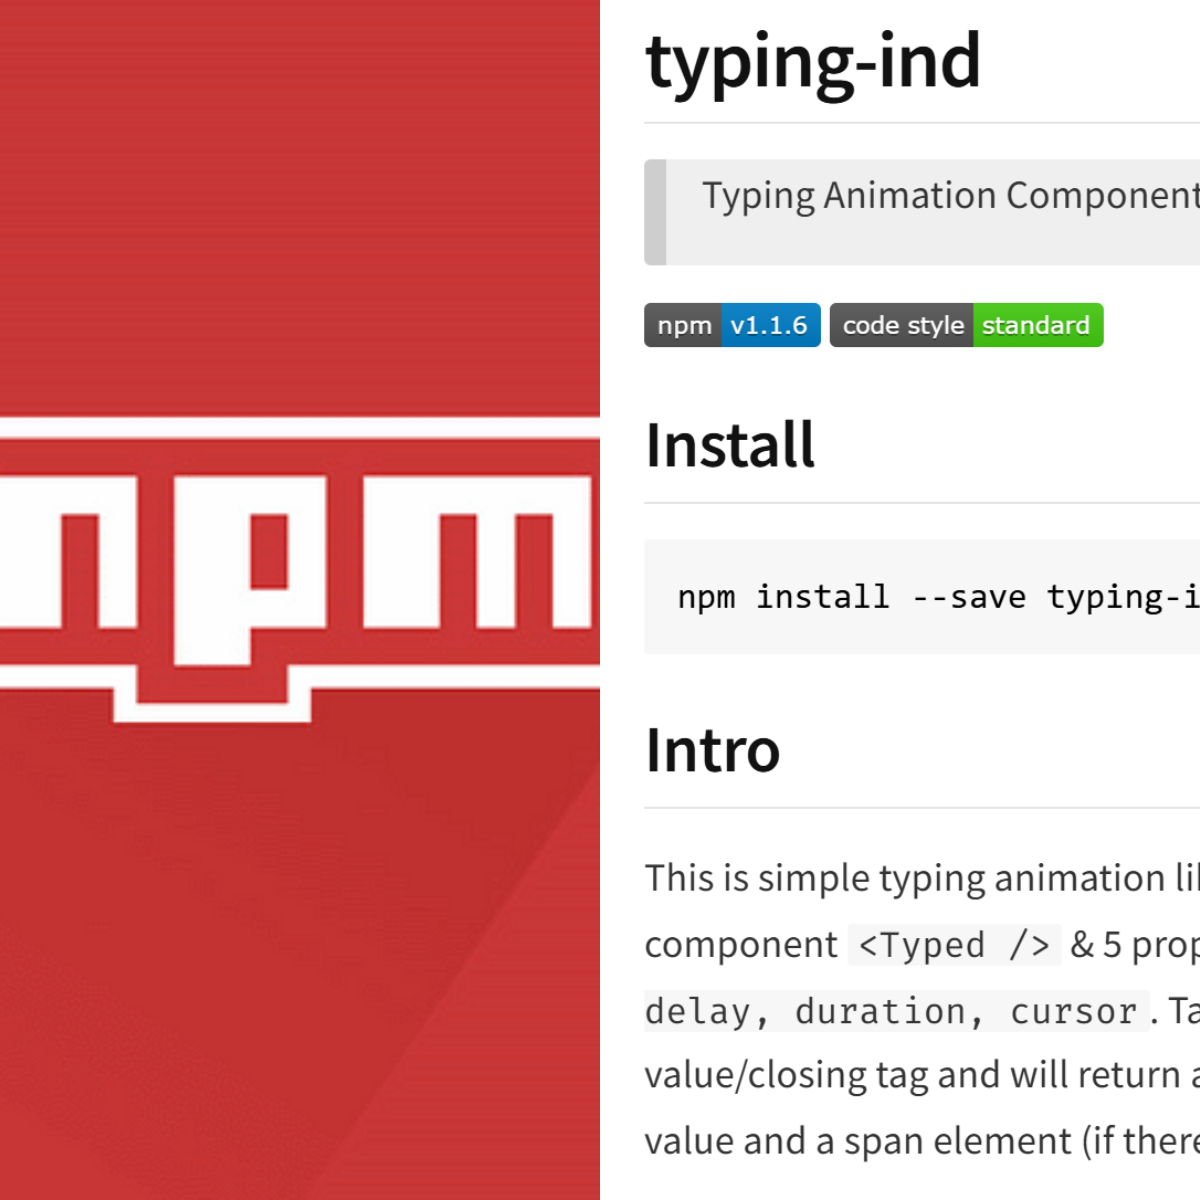 npm
typing-ind
Typing Animation Component
npm v1.1.6 code style standard
Install
npm install --save typing-i
Intro
This is simple typing animation li
component <Typed /> & 5 prop
delay, duration, cursor. Ta
value/closing tag and will return a
value and a span element (if there